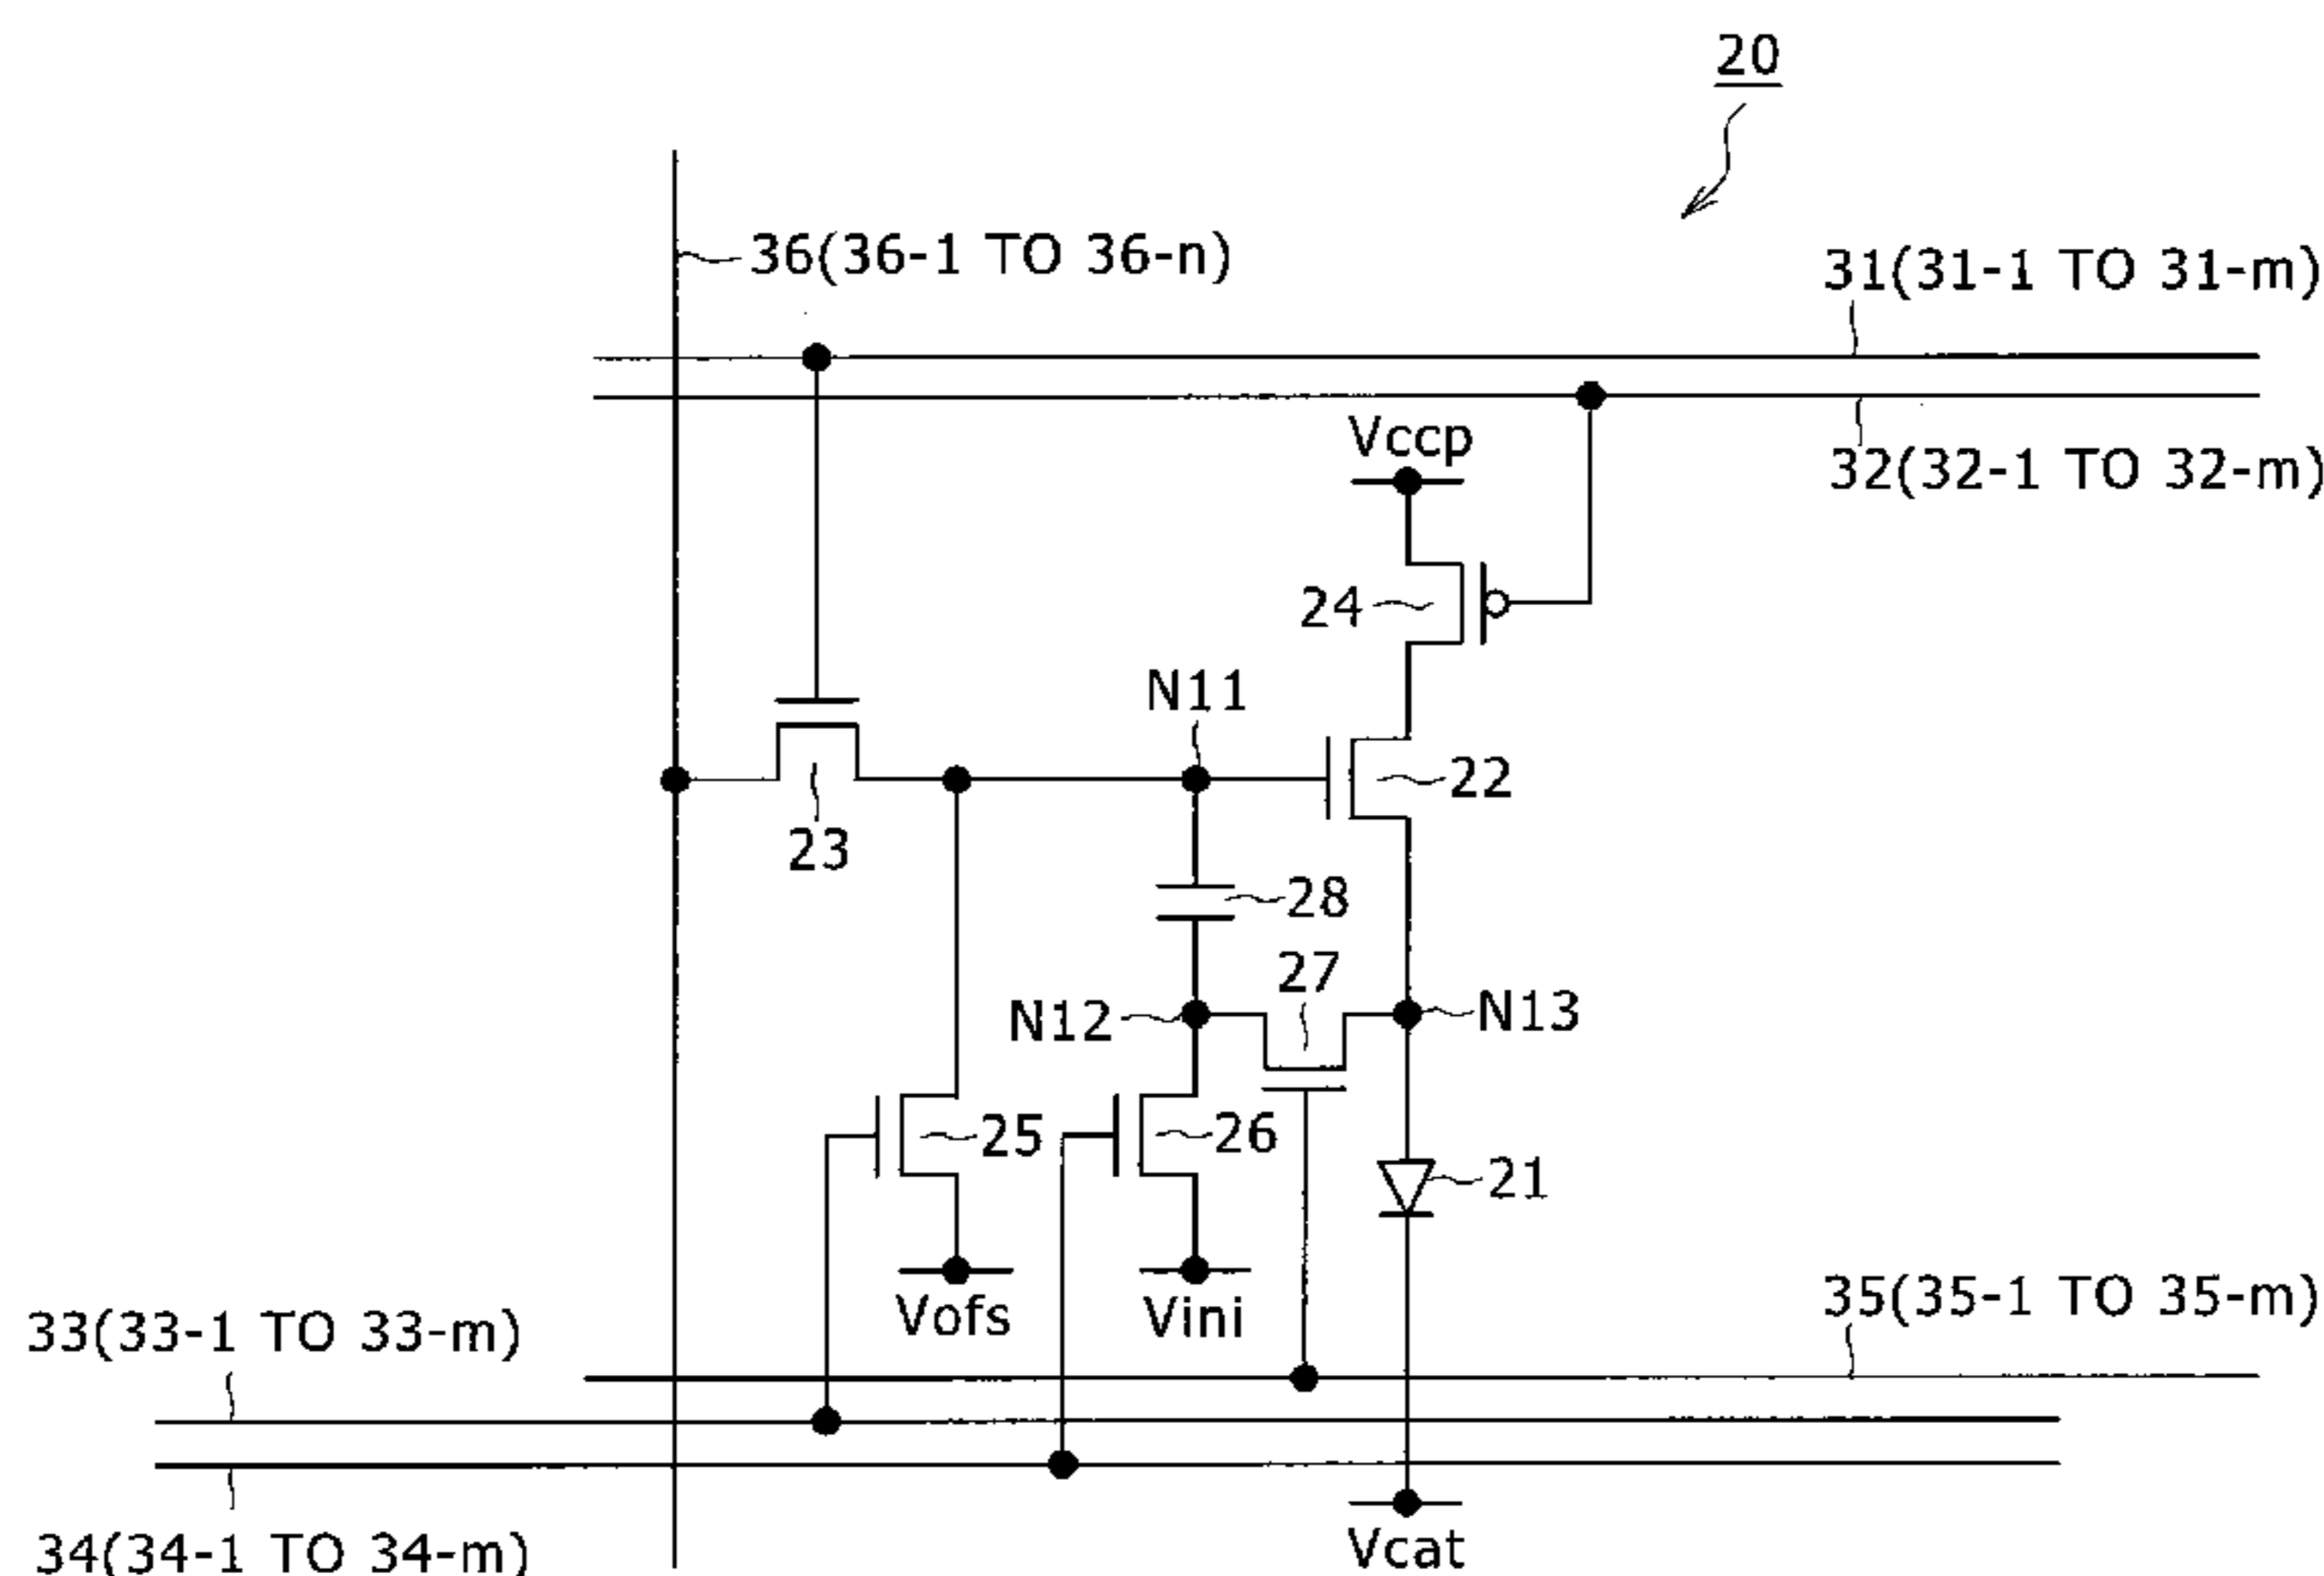 20
36(36-1 TO 36-n)
31(31-1 TO 31-m)
Vccp
32(32-1 TO 32-m)
24
N11
22
23
28
27
N12
N13
25
26
21
Vofs
Vini
35(35-1 TO 35-m)
33(33-1 TO 33-m)
34(34-1 TO 34-m)
Vcat